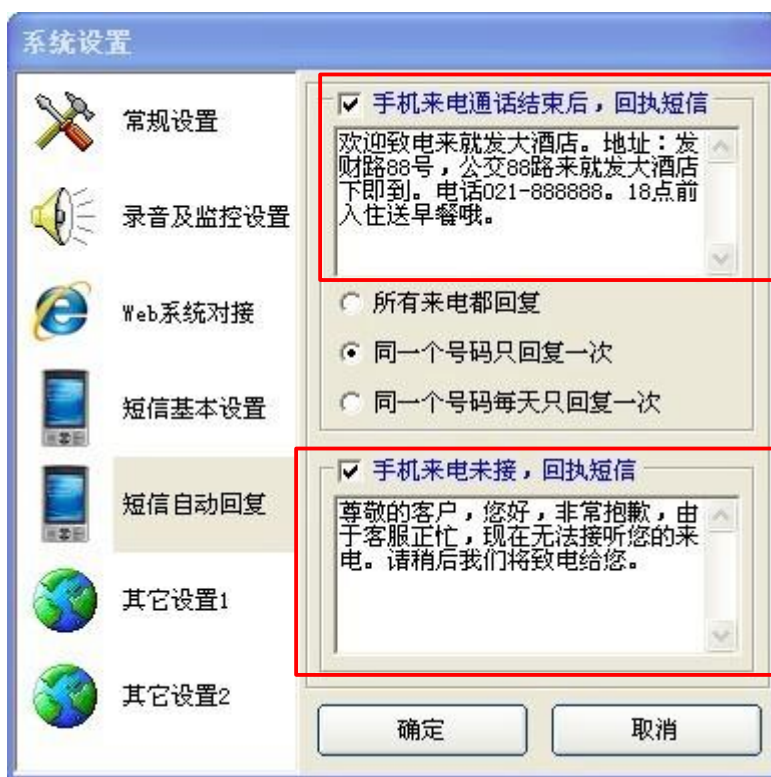 系统设置
常规设置
录音及监控设置
Web系统对接
短信基本设置
短信自动回复
其它设置1
其它设置2
手机来电通话结束后，回执短信
欢迎致电来就发大酒店。地址：发
财路88号，公交88路来就发大酒店
下即到。电话021-888888。18点前
入住送早餐哦。
所有来电都回复
同一个号码只回复一次
同一个号码每天只回复一次
手机来电未接，回执短信
尊敬的客户，您好，非常抱歉，由
于客服正忙，现在无法接听您的来
电。请稍后我们将致电给您。
确定
取消